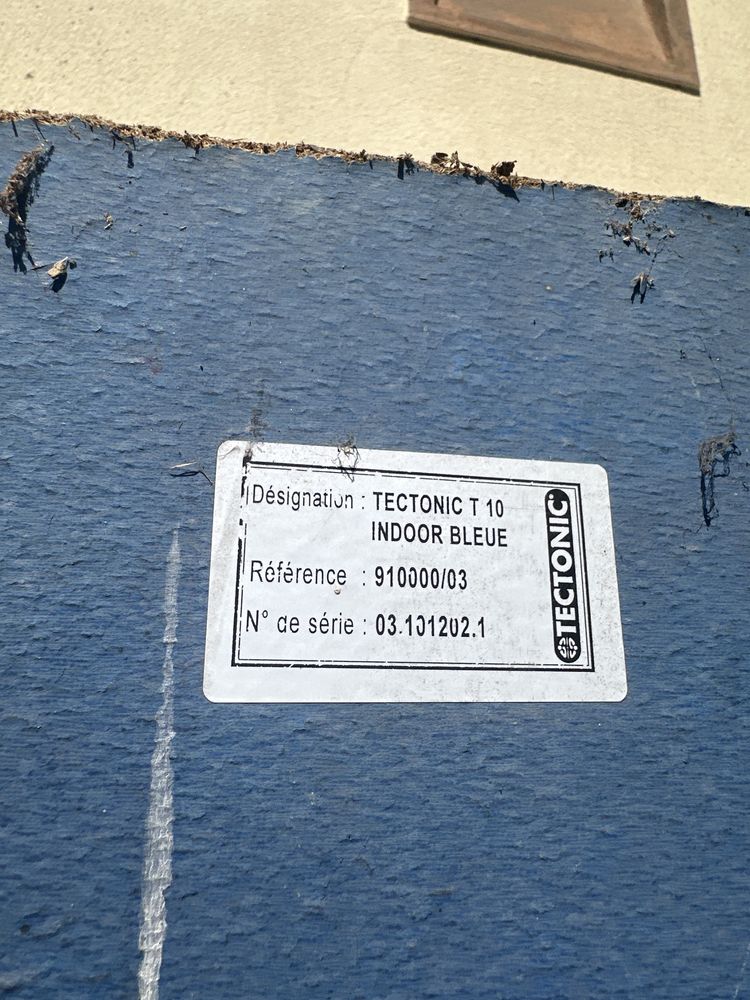 Désignation : TECTONIC T 10
INDOOR BLEUE
Référence : 910000/03
N° de série : 03.101202.1
TECTONIC